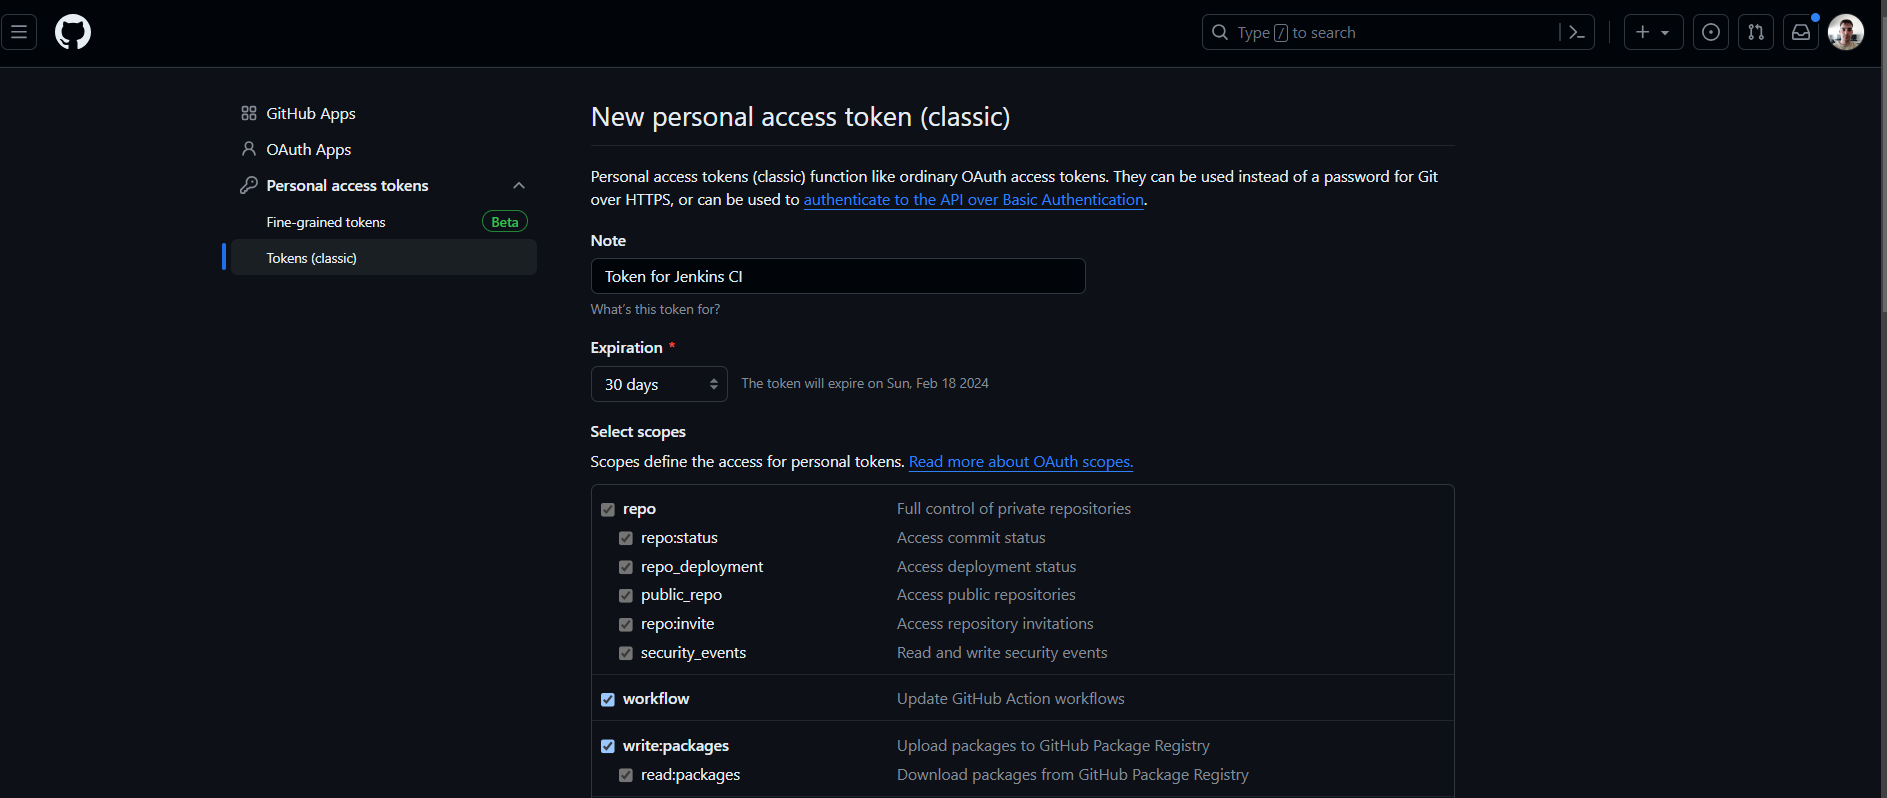 Type / to search
GitHub Apps
OAuth Apps
Personal access tokens
Fine-grained tokens Beta
Tokens (classic)
New personal access token (classic)
Personal access tokens (classic) function like ordinary OAuth access tokens. They can be used instead of a password for Git
over HTTPS, or can be used to authenticate to the API over Basic Authentication.
Note
Token for Jenkins CI
What's this token for?
Expiration *
30 days The token will expire on Sun, Feb 18 2024
Select scopes
Scopes define the access for personal tokens. Read more about OAuth scopes.
repo Full control of private repositories
repo:status Access commit status
repo_deployment Access deployment status
public_repo Access public repositories
repo:invite Access repository invitations
security_events Read and write security events
workflow Update GitHub Action workflows
write:packages Upload packages to GitHub Package Registry
read:packages Download packages from GitHub Package Registry